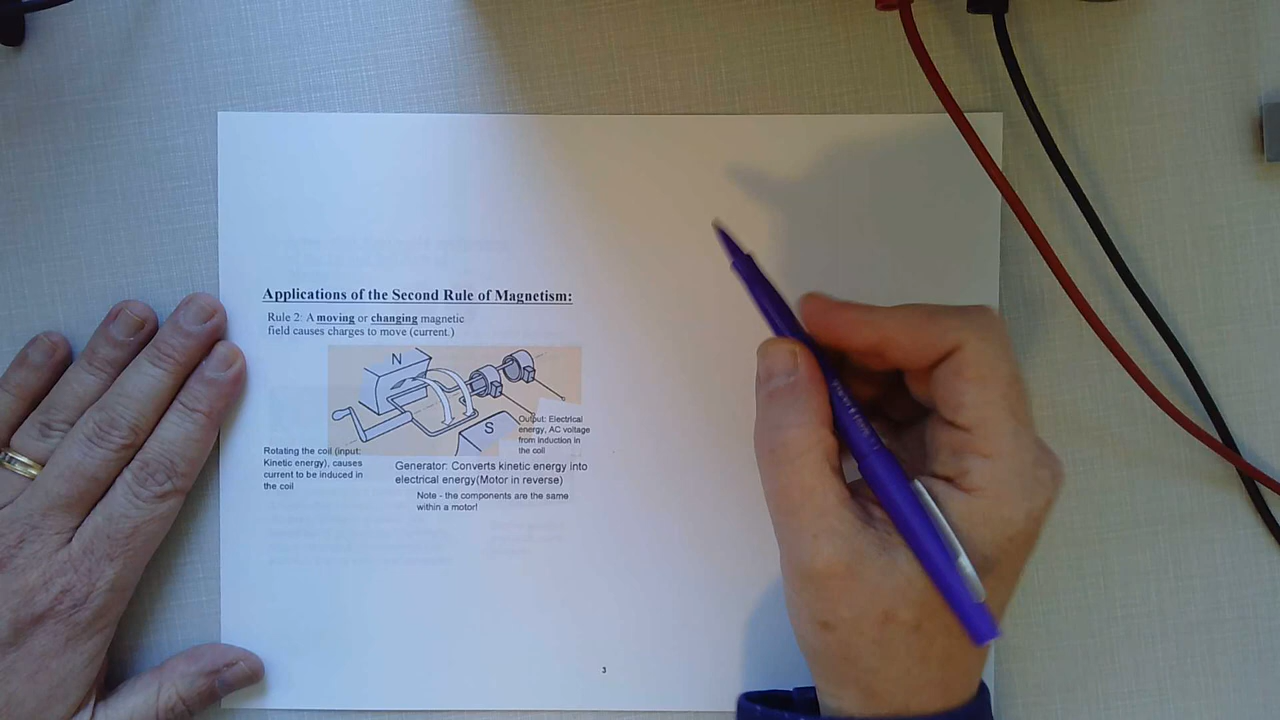 Applications of the Second Rule of Magnetism:
Rule 2: A moving or changing magnetic
field causes charges to move (current.)
N
S
Output: Electrical
energy, AC voltage
from induction in
the coil
Rotating the coil (input:
Kinetic energy), causes
current to be induced in
the coil
Generator: Converts kinetic energy into
electrical energy(Motor in reverse)
Note - the components are the same
within a motor!
3